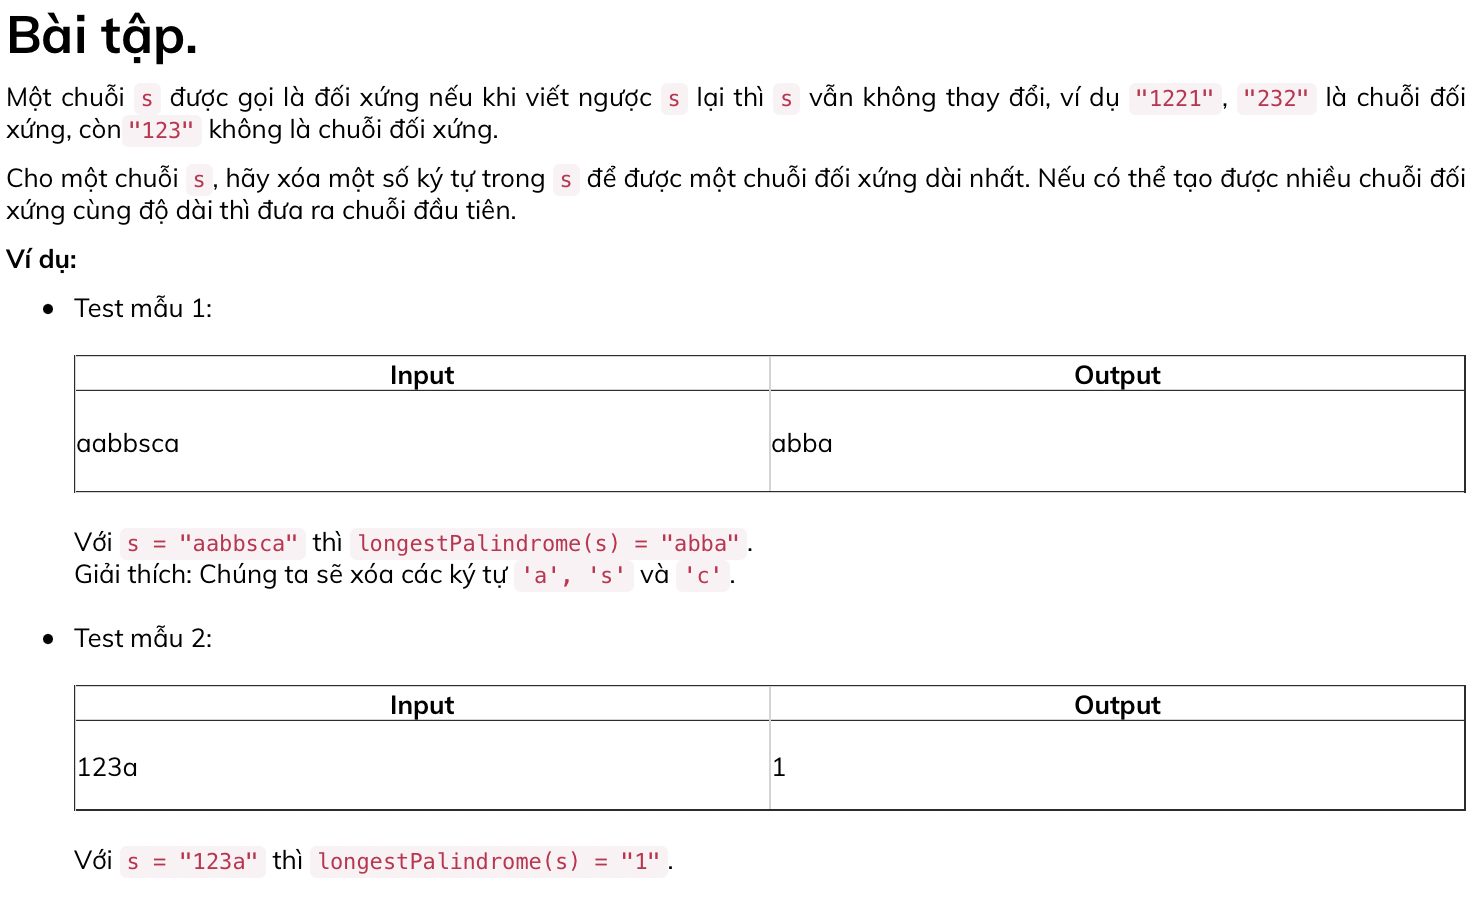 Bài tập.
Một chuỗi s được gọi là đối xứng nếu khi viết ngược s lại thì s vẫn không thay đổi, ví dụ "1221", "232" là chuỗi đối
xứng, còn "123" không là chuỗi đối xứng.
Cho một chuỗi s, hãy xóa một số ký tự trong s để được một chuỗi đối xứng dài nhất. Nếu có thể tạo được nhiều chuỗi đối
xứng cùng độ dài thì đưa ra chuỗi đầu tiên.
Ví dụ:
• Test mẫu 1:
Input Output
aabbsca abba
Với s = "aabbsca" thì longestPalindrome(s) = "abba".
Giải thích: Chúng ta sẽ xóa các ký tự 'a', 's' và 'c'.
• Test mẫu 2:
Input Output
123a 1
Với s = "123a" thì longestPalindrome(s) = "1".